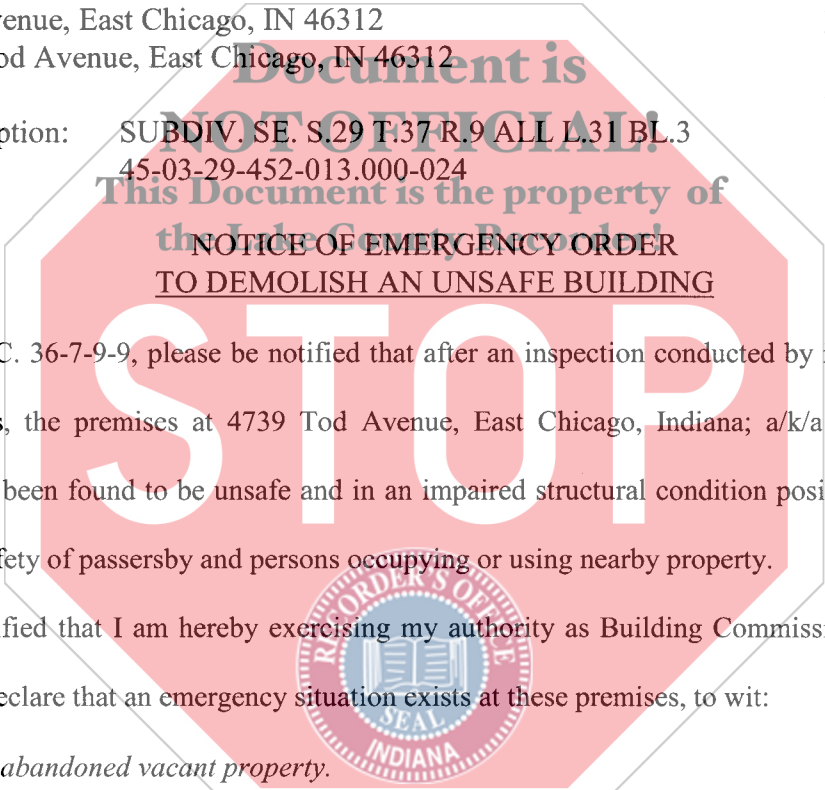 venue, East Chicago, IN 46312
od Avenue, East Chicago, IN 46312
Document is
NOT OFFICIAL!
ption: SUBDIV. SE. S.29 T.37 R.9 ALL L.31 BL.3
45-03-29-452-013.000-024
This Document is the property of
the Lake County Recorder!
NOTICE OF EMERGENCY ORDER
TO DEMOLISH AN UNSAFE BUILDING
STOP
C. 36-7-9-9, please be notified that after an inspection conducted by
s, the premises at 4739 Tod Avenue, East Chicago, Indiana; a/k/a
been found to be unsafe and in an impaired structural condition posi
fety of passersby and persons occupying or using nearby property.
fied that I am hereby exercising my authority as Building Commiss
eclare that an emergency situation exists at these premises, to wit:
abandoned vacant property.
RECORDER'S OFFICE
SEAL
INDIANA